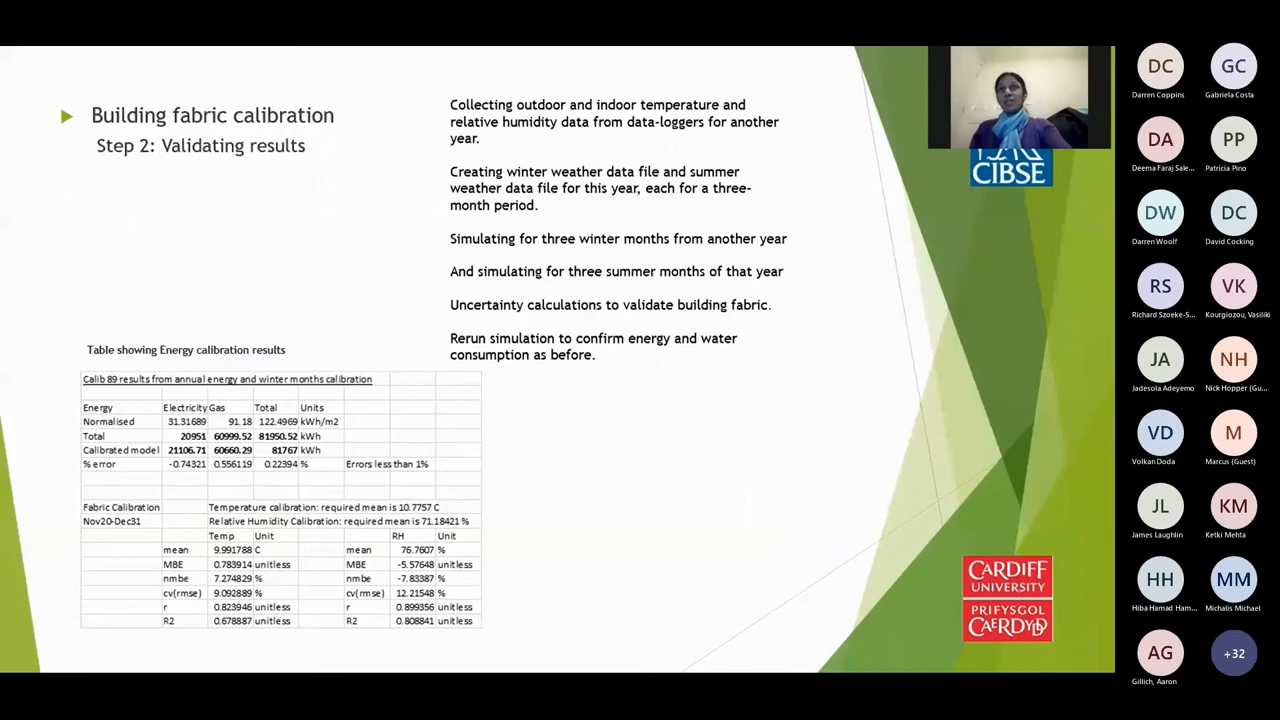 Building fabric calibration
Step 2: Validating results
Collecting outdoor and indoor temperature and
relative humidity data from data-loggers for another
year.
Creating winter weather data file and summer
weather data file for this year, each for a three-
month period.
Simulating for three winter months from another year
And simulating for three summer months of that year
Uncertainty calculations to validate building fabric.
Rerun simulation to confirm energy and water
consumption as before.
Table showing Energy calibration results
Calib 89 results from annual energy and winter months calibration
Energy Electricity Gas Total Units
Normalised 31.31689 91.18 122.4969 kWh/m2
Total 20951 60999.52 81950.52 kWh
Calibrated model 21106.71 60660.29 81767 kWh
% error -0.74321 0.556119 0.22394 % Errors less than 1%
Fabric Calibration Temperature calibration: required mean is 10.7757 C
Nov20-Dec31 Relative Humidity Calibration: required mean is 71.18421 %
Temp Unit RH Unit
mean 9.991788 C mean 76.7607 %
MBE 0.783914 unitless MBE -5.57648 unitless
nmbe 7.274829 % nmbe -7.83387 %
cv(rmse) 9.092889 % cv(rmse) 12.21548 %
r 0.823946 unitless r 0.899356 unitless
R2 0.678887 unitless R2 0.808841 unitless
CIBSE
CARDIFF
UNIVERSITY
PRIFYSGOL
CAERDYDD
DC GC
Darren Coppins Gabriela Costa
DA PP
Deema Faraj Sale... Patricia Pino
DW DC
Darren Woolf David Cocking
RS VK
Richard Szoeke-S... Kourgiozou, Vasiliki
JA NH
Jadesola Adeyemo Nick Hopper (Gu...
VD M
Volkan Doda Marcus (Guest)
JL KM
James Laughlin Ketki Mehta
HH MM
Hiba Hamad Ham... Michalis Michael
AG +32
Gillich, Aaron